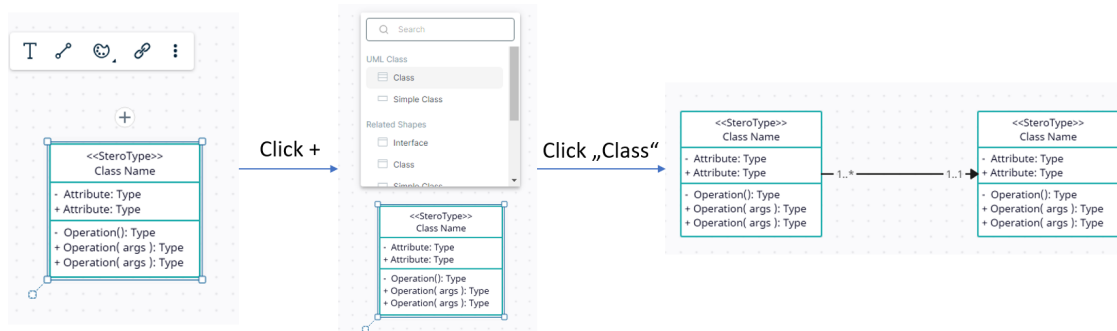 T
<<SteroType>>
Class Name
- Attribute: Type
+ Attribute: Type
- Operation(): Type
+ Operation( args ): Type
+ Operation( args ): Type
Click +
Search
UML Class
Class
Simple Class
Related Shapes
Interface
Class
Simple Class
<<SteroType>>
Class Name
- Attribute: Type
+ Attribute: Type
- Operation(): Type
+ Operation( args ): Type
+ Operation( args ): Type
Click „Class“
<<SteroType>>
Class Name
- Attribute: Type
+ Attribute: Type
- Operation(): Type
+ Operation( args ): Type
+ Operation( args ): Type
1..*
1..1
<<SteroType>>
Class Name
- Attribute: Type
+ Attribute: Type
- Operation(): Type
+ Operation( args ): Type
+ Operation( args ): Type